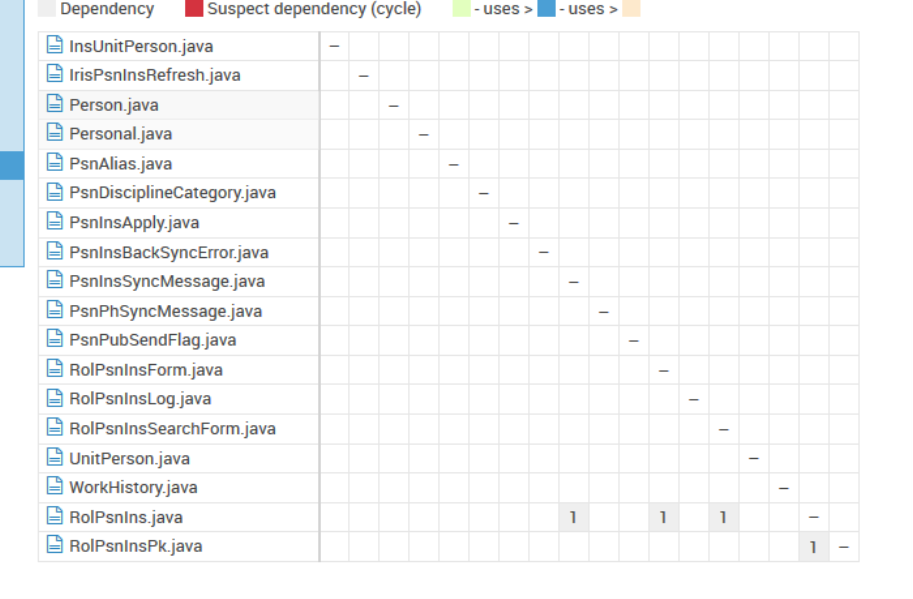 Dependency Suspect dependency (cycle) - uses > - uses >
InsUnitPerson.java –
IrisPsnInsRefresh.java –
Person.java –
Personal.java –
PsnAlias.java –
PsnDisciplineCategory.java –
PsnInsApply.java –
PsnInsBackSyncError.java –
PsnInsSyncMessage.java –
PsnPhSyncMessage.java –
PsnPubSendFlag.java –
RolPsnInsForm.java –
RolPsnInsLog.java –
RolPsnInsSearchForm.java –
UnitPerson.java –
WorkHistory.java –
RolPsnIns.java 1 1 1 –
RolPsnInsPk.java 1 –